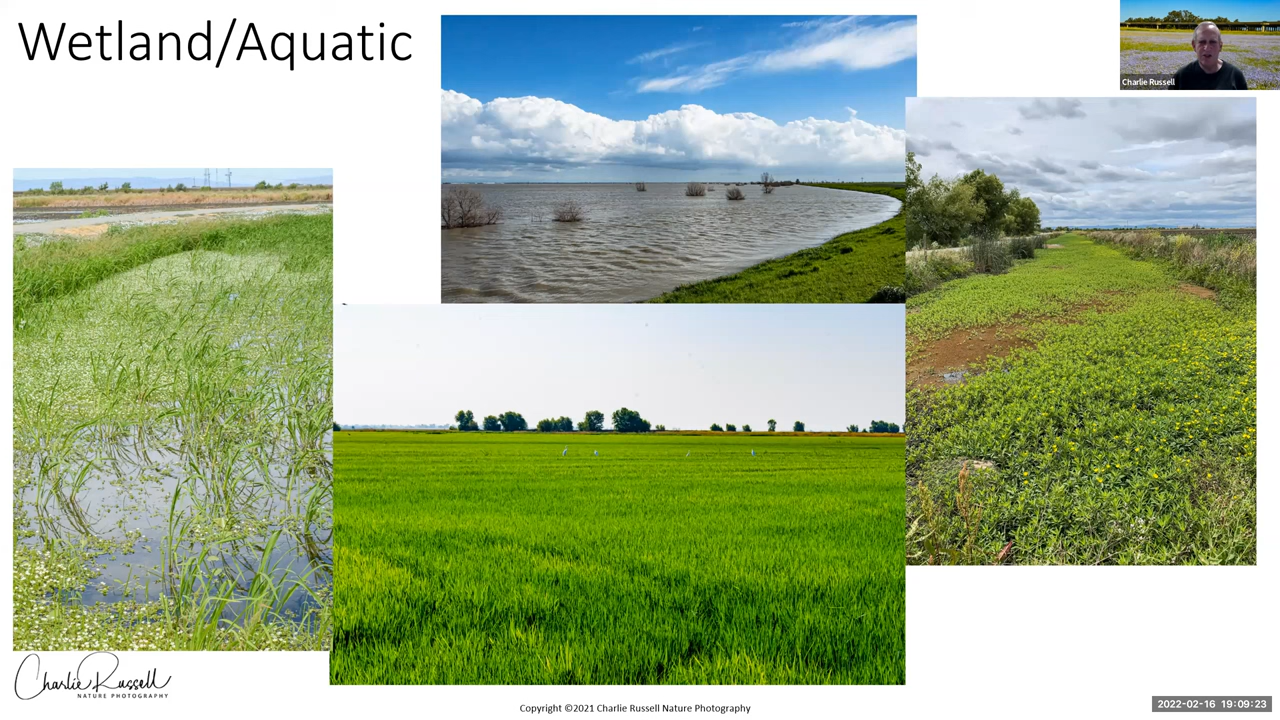 Wetland/Aquatic
Charlie Russell
Charlie Russell
NATURE PHOTOGRAPHY
Copyright ©2021 Charlie Russell Nature Photography
2022-02-16 19:09:23